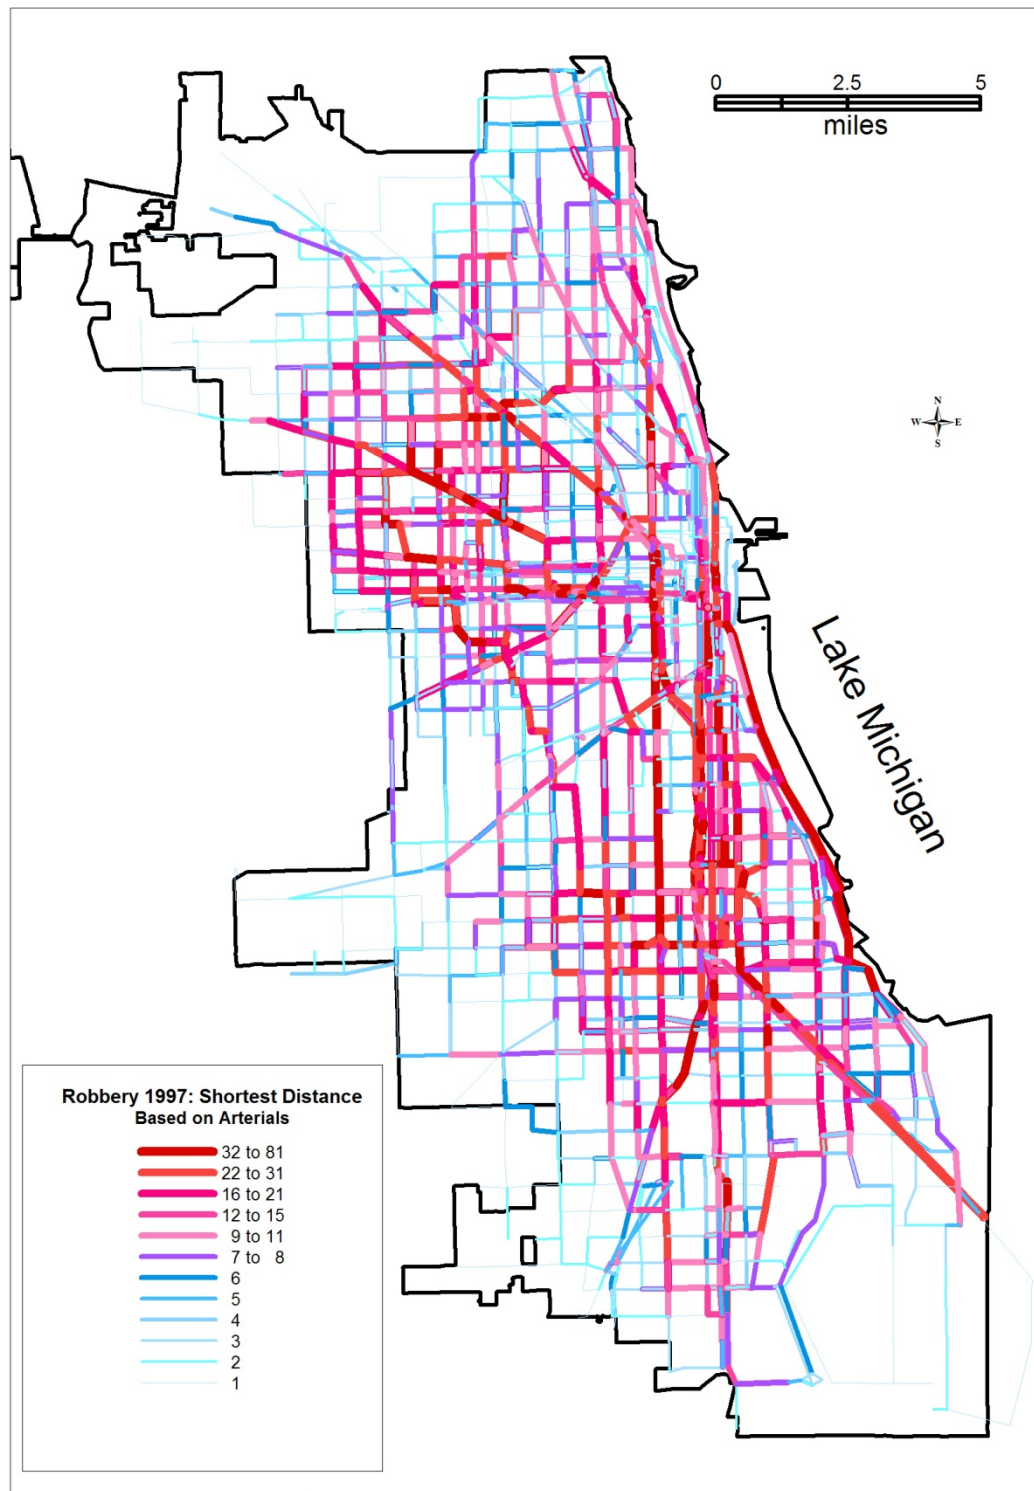 0 2.5 5
miles
N
W E
S
Lake Michigan
Robbery 1997: Shortest Distance
Based on Arterials
32 to 81
22 to 31
16 to 21
12 to 15
9 to 11
7 to 8
6
5
4
3
2
1